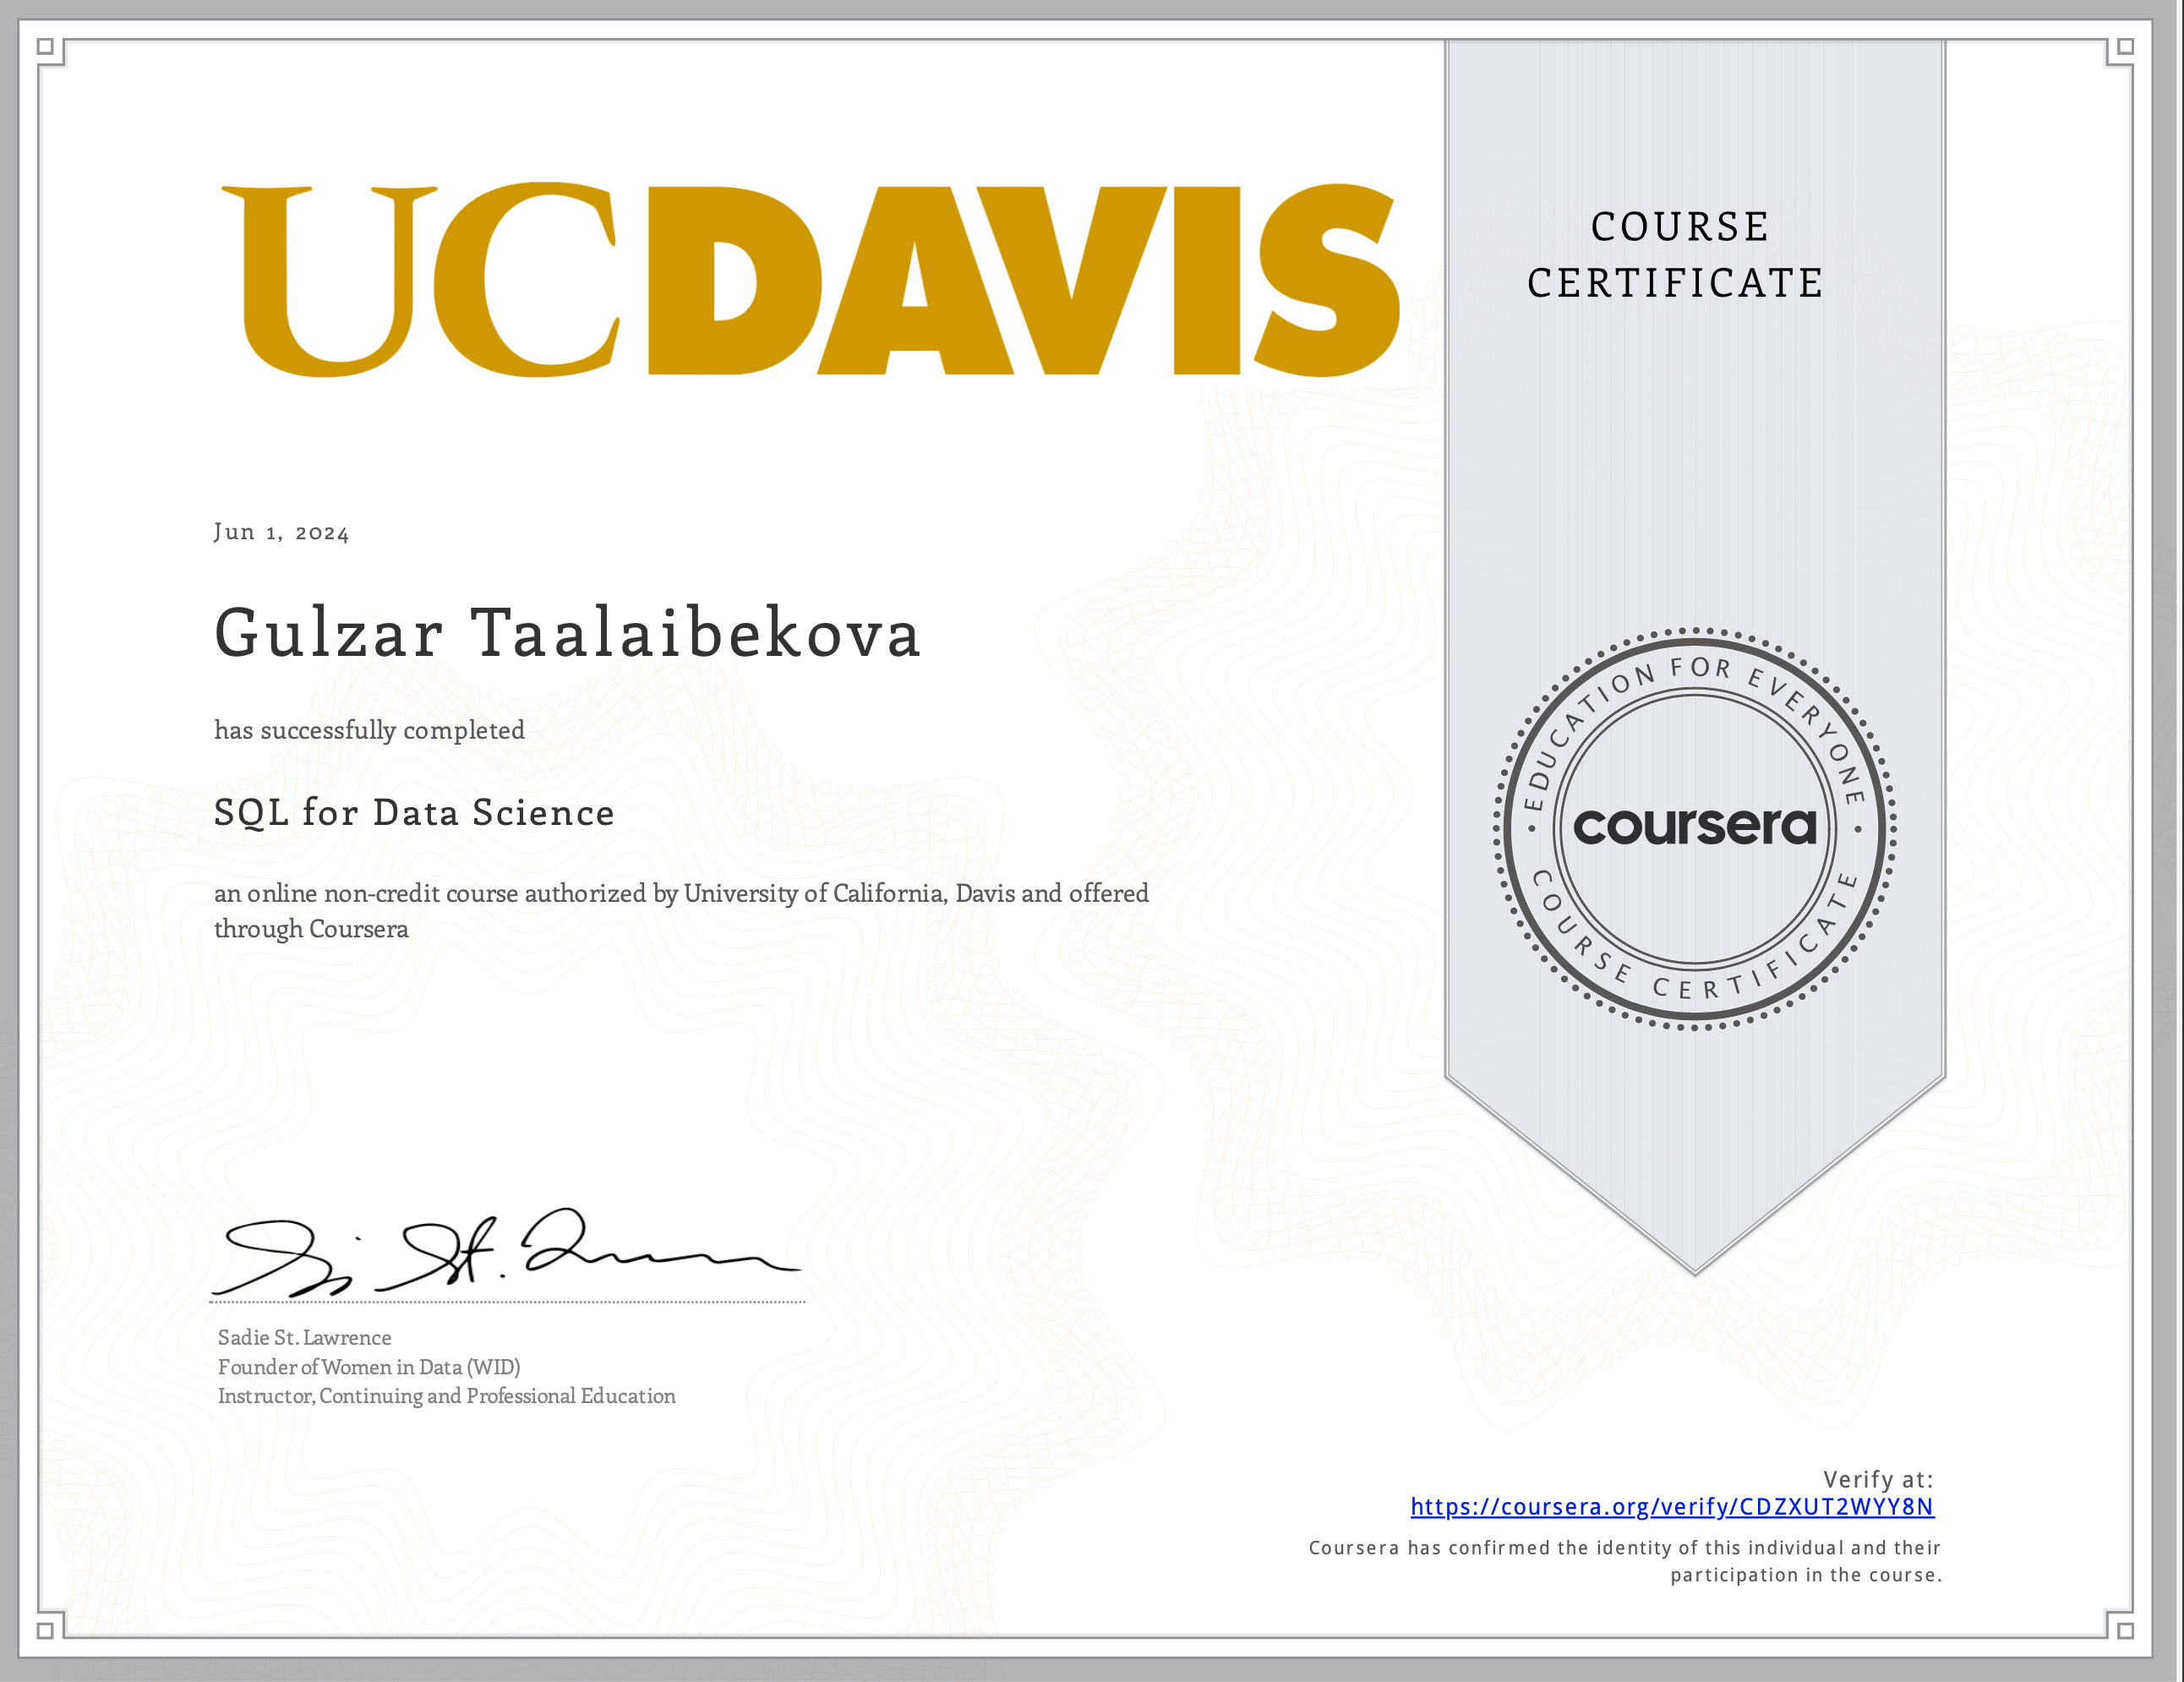 UCDAVIS
COURSE
CERTIFICATE
Jun 1, 2024
Gulzar Taalaibekova
has successfully completed
SQL for Data Science
an online non-credit course authorized by University of California, Davis and offered
through Coursera
EDUCATION FOR EVERYONE
coursera
COURSE CERTIFICATE
Sadie St. Lawrence
Founder of Women in Data (WID)
Instructor, Continuing and Professional Education
Verify at:
https://coursera.org/verify/CDZXUT2WYY8N
Coursera has confirmed the identity of this individual and their
participation in the course.